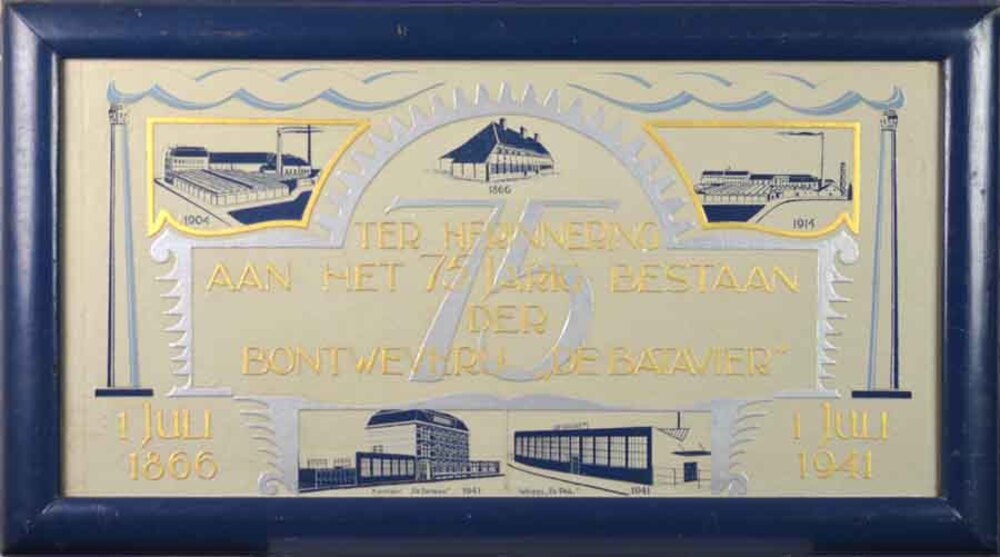 1866
1904
1914
75
TER HERINNERING
AAN HET 75 JARIG BESTAAN
DER
BONTWEVERIJ „DE BATAVIER"
1 JULI
1866
1 JULI
1941
1941
1941